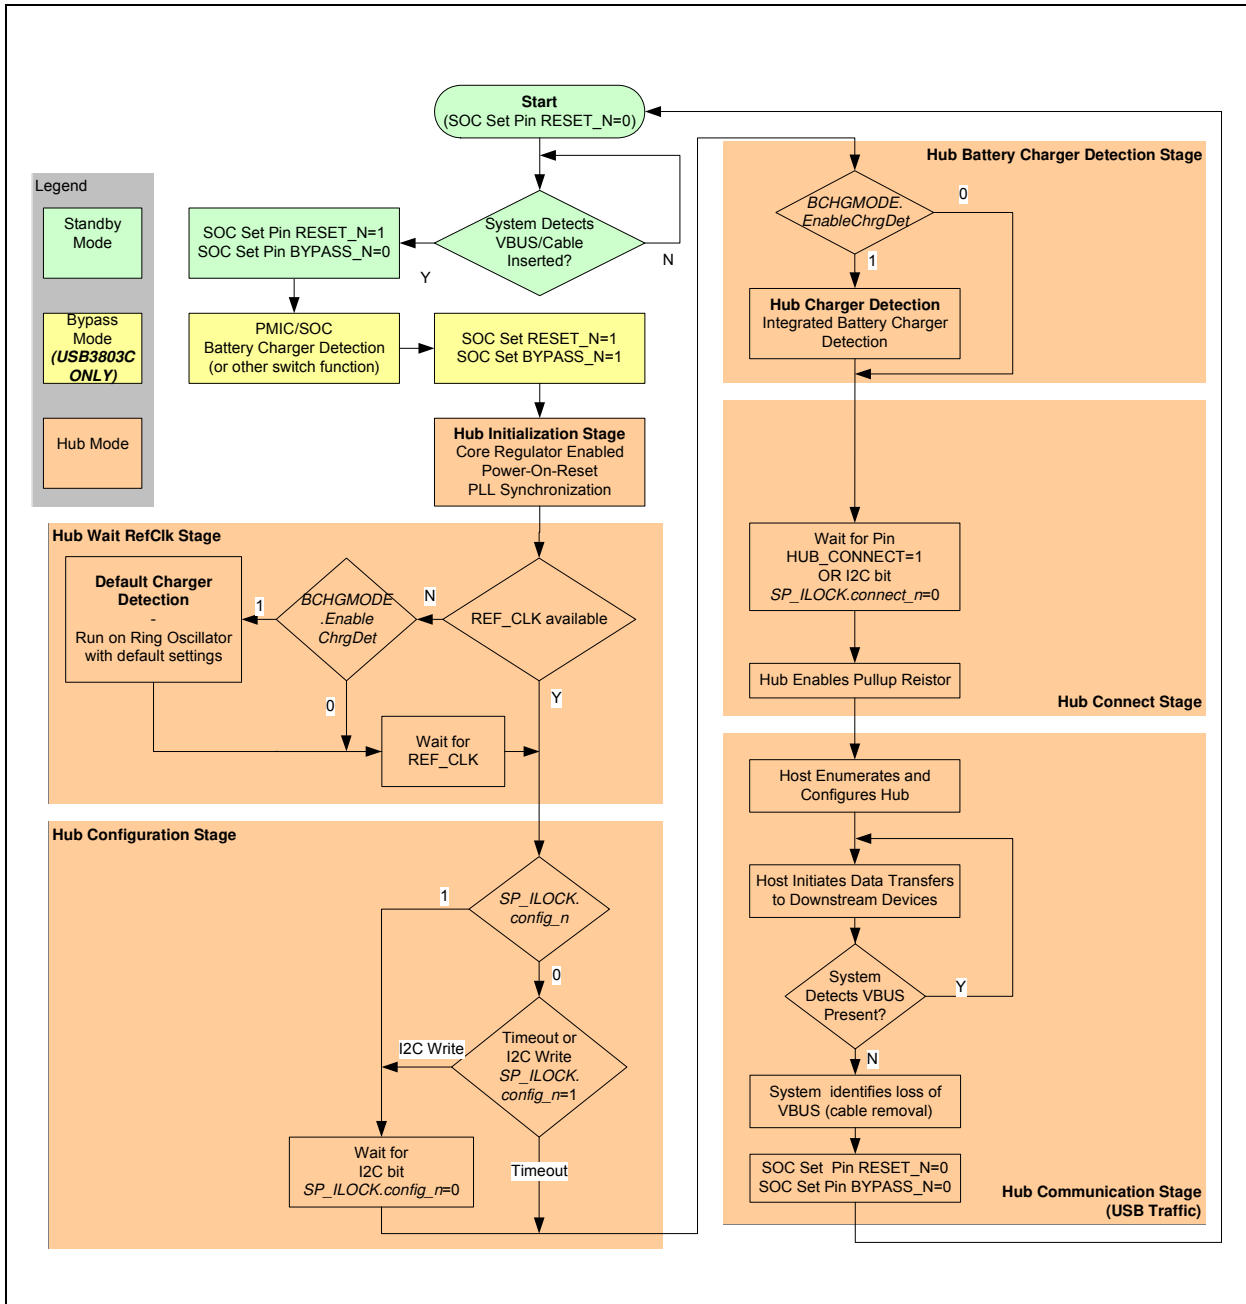 Start
(SOC Set Pin RESET_N=0)
Legend
Standby
Mode
Bypass
Mode
(USB3803C
ONLY)
Hub Mode
System Detects
VBUS/Cable
Inserted?
N
Y
SOC Set Pin RESET_N=1
SOC Set Pin BYPASS_N=0
PMIC/SOC
Battery Charger Detection
(or other switch function)
SOC Set RESET_N=1
SOC Set BYPASS_N=1
Hub Initialization Stage
Core Regulator Enabled
Power-On-Reset
PLL Synchronization
Hub Wait RefClk Stage
REF_CLK available
N
Y
BCHGMODE
.Enable
ChrgDet
1
0
Default Charger
Detection
-
Run on Ring Oscillator
with default settings
Wait for
REF_CLK
Hub Configuration Stage
SP_ILOCK.
config_n
1
0
Timeout or
I2C Write
SP_ILOCK.
config_n=1
I2C Write
Timeout
Wait for
I2C bit
SP_ILOCK.config_n=0
Hub Battery Charger Detection Stage
BCHGMODE.
EnableChrgDet
0
1
Hub Charger Detection
Integrated Battery Charger
Detection
Wait for Pin
HUB_CONNECT=1
OR I2C bit
SP_ILOCK.connect_n=0
Hub Enables Pullup Reistor
Hub Connect Stage
Host Enumerates and
Configures Hub
Host Initiates Data Transfers
to Downstream Devices
System
Detects VBUS
Present?
Y
N
System identifies loss of
VBUS (cable removal)
SOC Set Pin RESET_N=0
SOC Set Pin BYPASS_N=0
Hub Communication Stage
(USB Traffic)